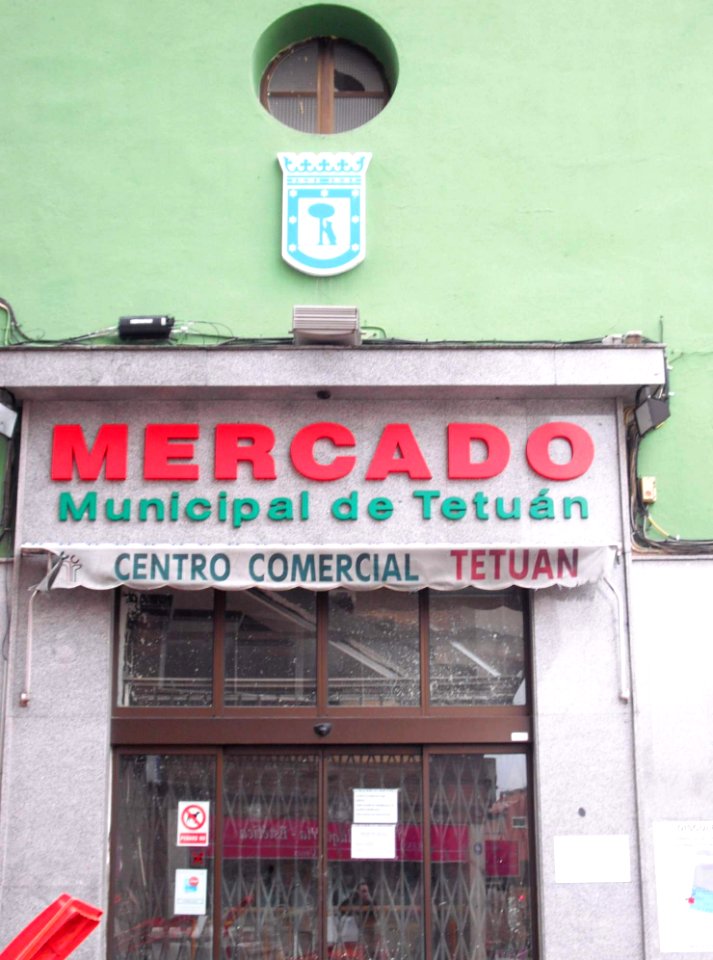 MERCADO
Municipal de Tetuán
CENTRO COMERCIAL TETUAN